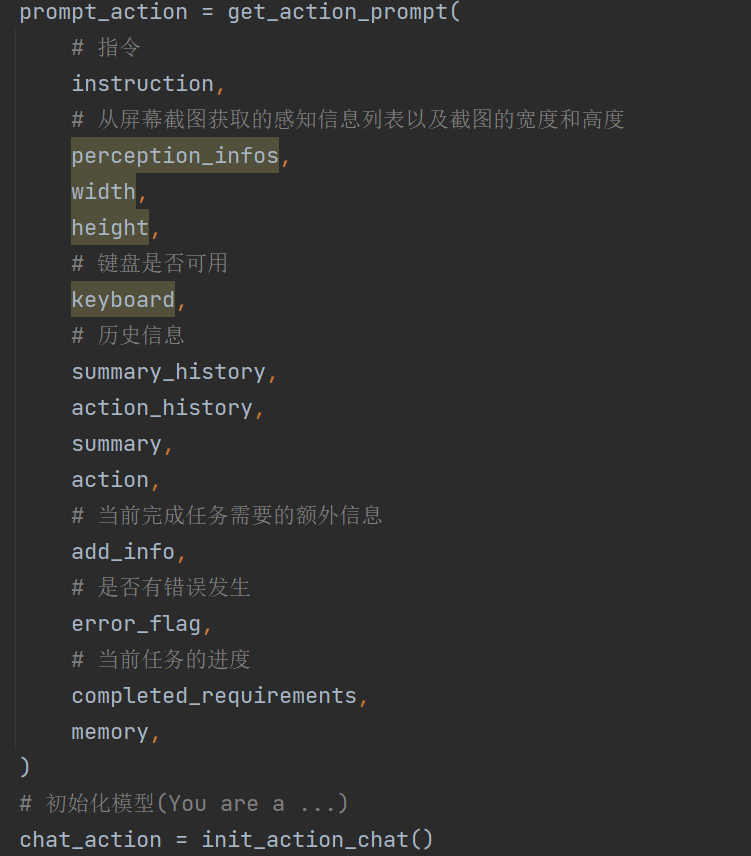 prompt_action = get_action_prompt(
    # 指令
    instruction,
    # 从屏幕截图获取的感知信息列表以及截图的宽度和高度
    perception_infos,
    width,
    height,
    # 键盘是否可用
    keyboard,
    # 历史信息
    summary_history,
    action_history,
    summary,
    action,
    # 当前完成任务需要的额外信息
    add_info,
    # 是否有错误发生
    error_flag,
    # 当前任务的进度
    completed_requirements,
    memory,
)
# 初始化模型(You are a ...)
chat_action = init_action_chat()